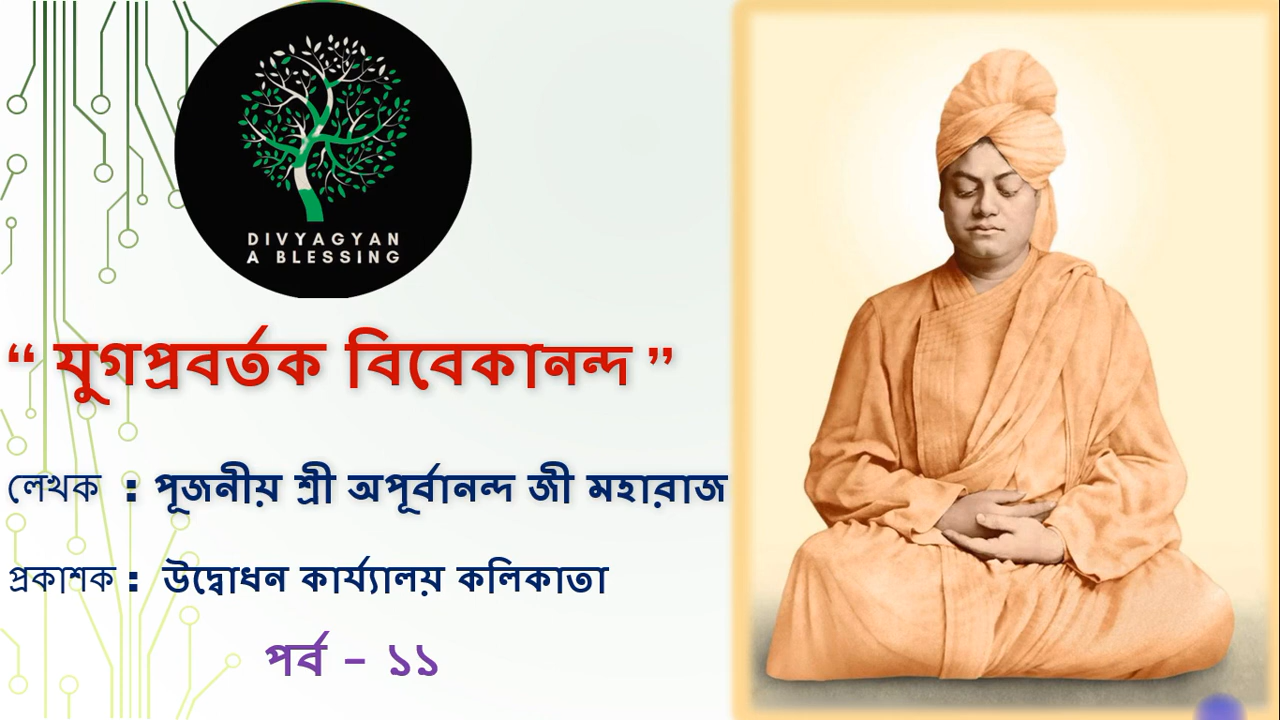 DIVYAGYAN
A BLESSING
“ যুগপ্রবর্তক বিবেকানন্দ ”
লেখক : পূজনীয় শ্রী অপূর্বানন্দ জী মহারাজ
প্রকাশক : উদ্বোধন কার্য্যালয় কলিকাতা
পর্ব – ১১